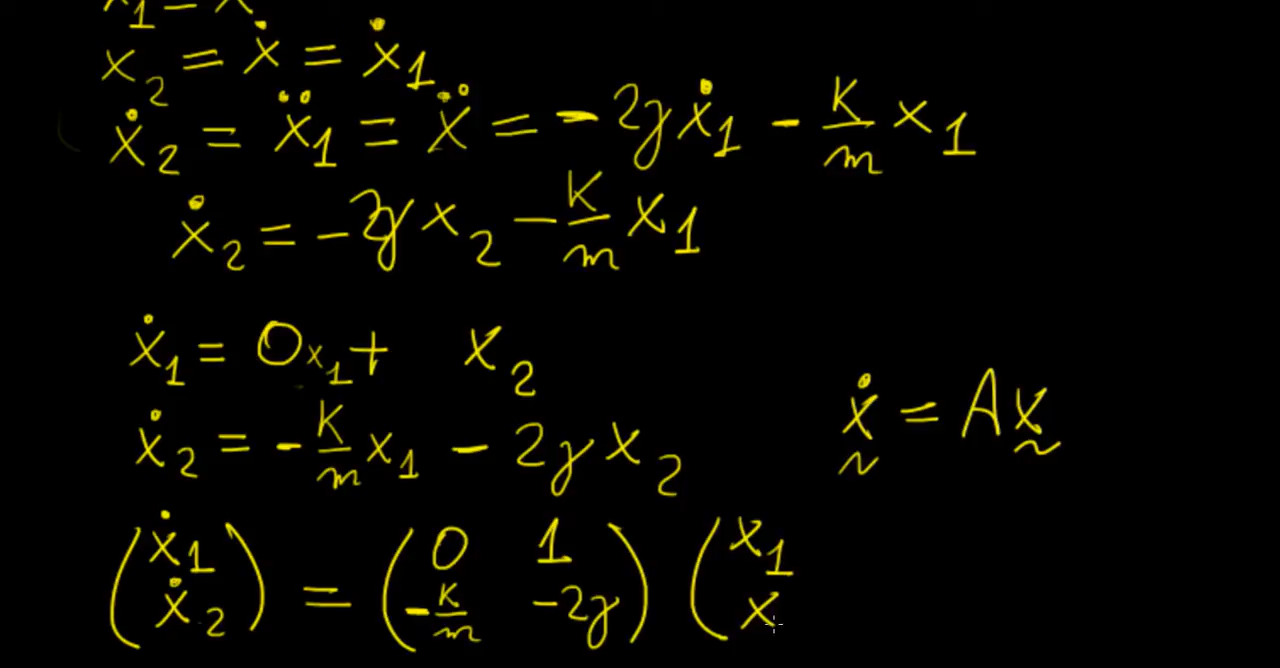 x₁ = x
x₂ = ẋ = ẋ₁
ẋ₂ = ẍ₁ = ẍ = -2γẋ₁ - K/m x₁
ẋ₂ = -2γx₂ - K/m x₁
ẋ₁ = 0x₁ + x₂
ẋ₂ = -K/m x₁ - 2γx₂
ẋ = Ax
(ẋ₁ ẋ₂) = (0 1 -K/m -2γ) (x₁ x